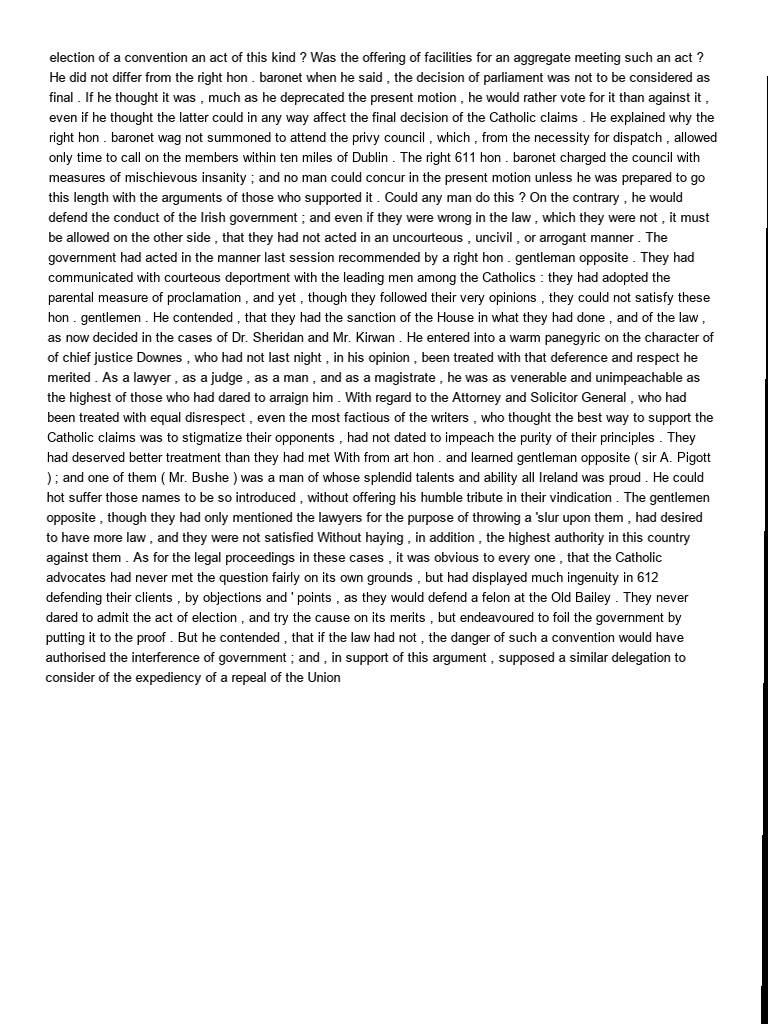 election of a convention an act of this kind ? Was the offering of facilities for an aggregate meeting such an act ?
He did not differ from the right hon . baronet when he said , the decision of parliament was not to be considered as
final . If he thought it was , much as he deprecated the present motion , he would rather vote for it than against it ,
even if he thought the latter could in any way affect the final decision of the Catholic claims . He explained why the
right hon . baronet wag not summoned to attend the privy council , which , from the necessity for dispatch , allowed
only time to call on the members within ten miles of Dublin . The right 611 hon . baronet charged the council with
measures of mischievous insanity ; and no man could concur in the present motion unless he was prepared to go
this length with the arguments of those who supported it . Could any man do this ? On the contrary , he would
defend the conduct of the Irish government ; and even if they were wrong in the law , which they were not , it must
be allowed on the other side , that they had not acted in an uncourteous , uncivil , or arrogant manner . The
government had acted in the manner last session recommended by a right hon . gentleman opposite . They had
communicated with courteous deportment with the leading men among the Catholics : they had adopted the
parental measure of proclamation , and yet , though they followed their very opinions , they could not satisfy these
hon . gentlemen . He contended , that they had the sanction of the House in what they had done , and of the law ,
as now decided in the cases of Dr. Sheridan and Mr. Kirwan . He entered into a warm panegyric on the character of
of chief justice Downes , who had not last night , in his opinion , been treated with that deference and respect he
merited . As a lawyer , as a judge , as a man , and as a magistrate , he was as venerable and unimpeachable as
the highest of those who had dared to arraign him . With regard to the Attorney and Solicitor General , who had
been treated with equal disrespect , even the most factious of the writers , who thought the best way to support the
Catholic claims was to stigmatize their opponents , had not dated to impeach the purity of their principles . They
had deserved better treatment than they had met With from art hon . and learned gentleman opposite ( sir A. Pigott
) ; and one of them ( Mr. Bushe ) was a man of whose splendid talents and ability all Ireland was proud . He could
hot suffer those names to be so introduced , without offering his humble tribute in their vindication . The gentlemen
opposite , though they had only mentioned the lawyers for the purpose of throwing a 'slur upon them , had desired
to have more law , and they were not satisfied Without haying , in addition , the highest authority in this country
against them . As for the legal proceedings in these cases , it was obvious to every one , that the Catholic
advocates had never met the question fairly on its own grounds , but had displayed much ingenuity in 612
defending their clients , by objections and ' points , as they would defend a felon at the Old Bailey . They never
dared to admit the act of election , and try the cause on its merits , but endeavoured to foil the government by
putting it to the proof . But he contended , that if the law had not , the danger of such a convention would have
authorised the interference of government ; and , in support of this argument , supposed a similar delegation to
consider of the expediency of a repeal of the Union